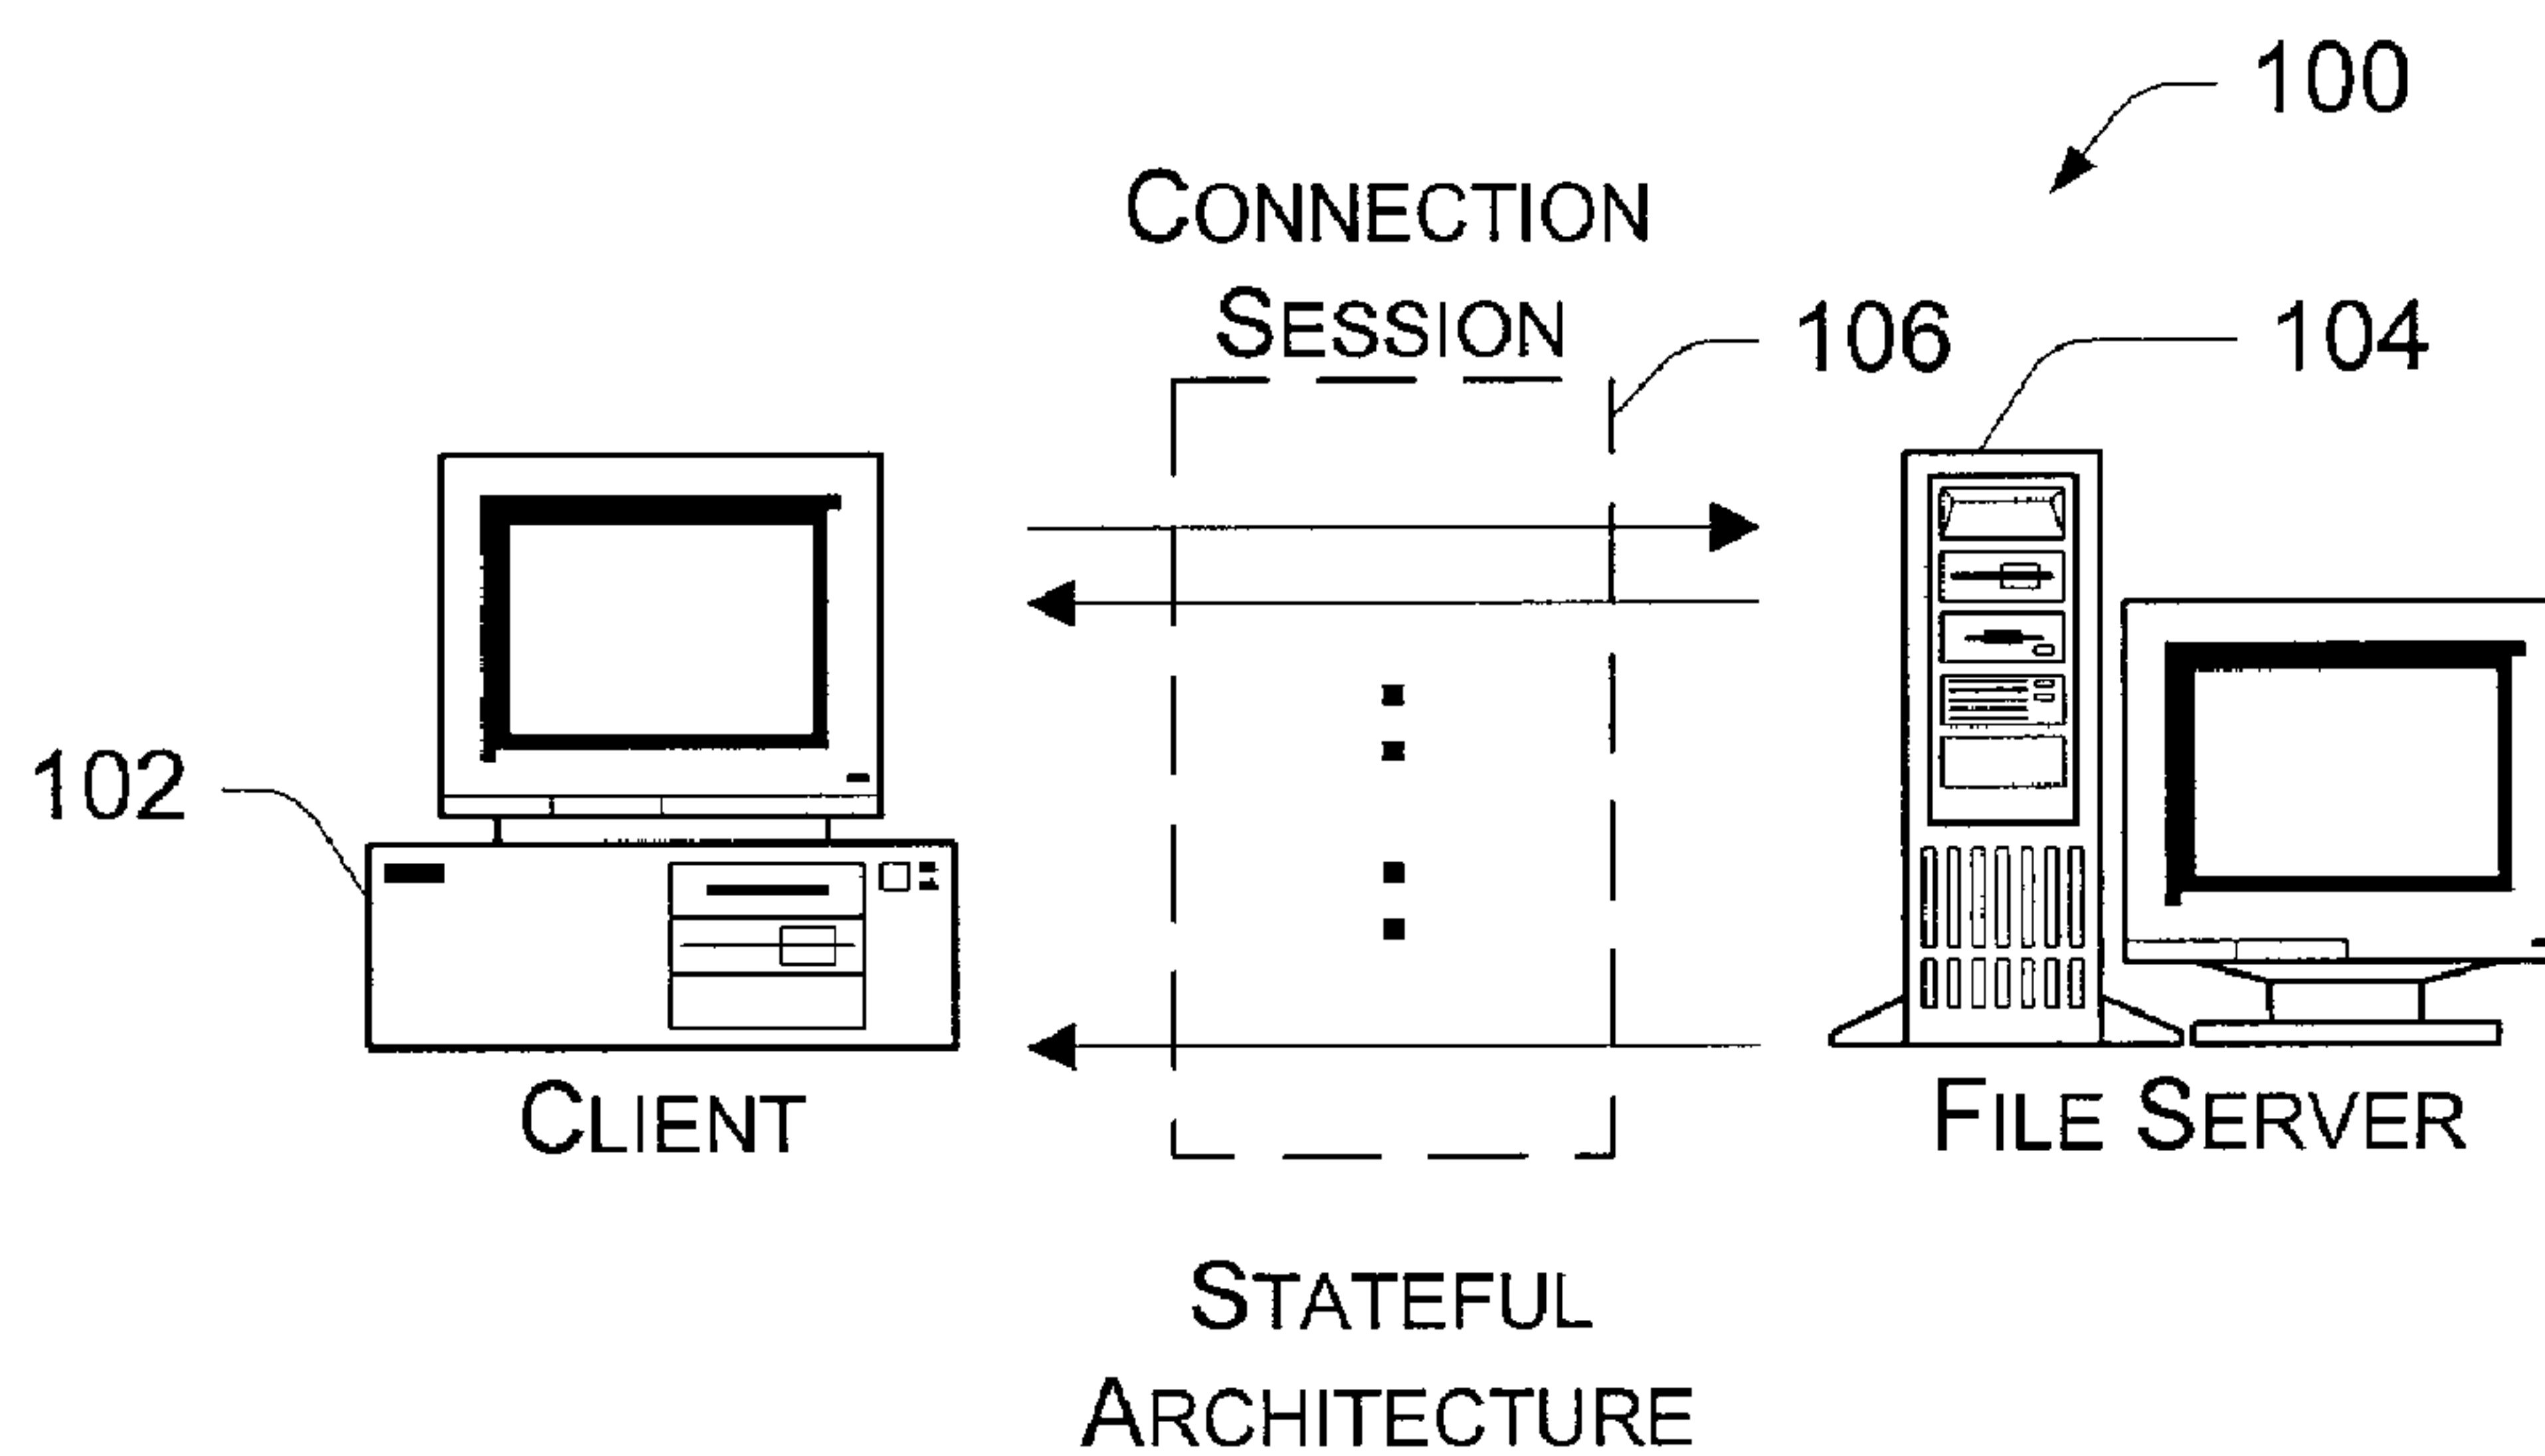 100
CONNECTION
SESSION
106
104
102
CLIENT
FILE SERVER
STATEFUL
ARCHITECTURE